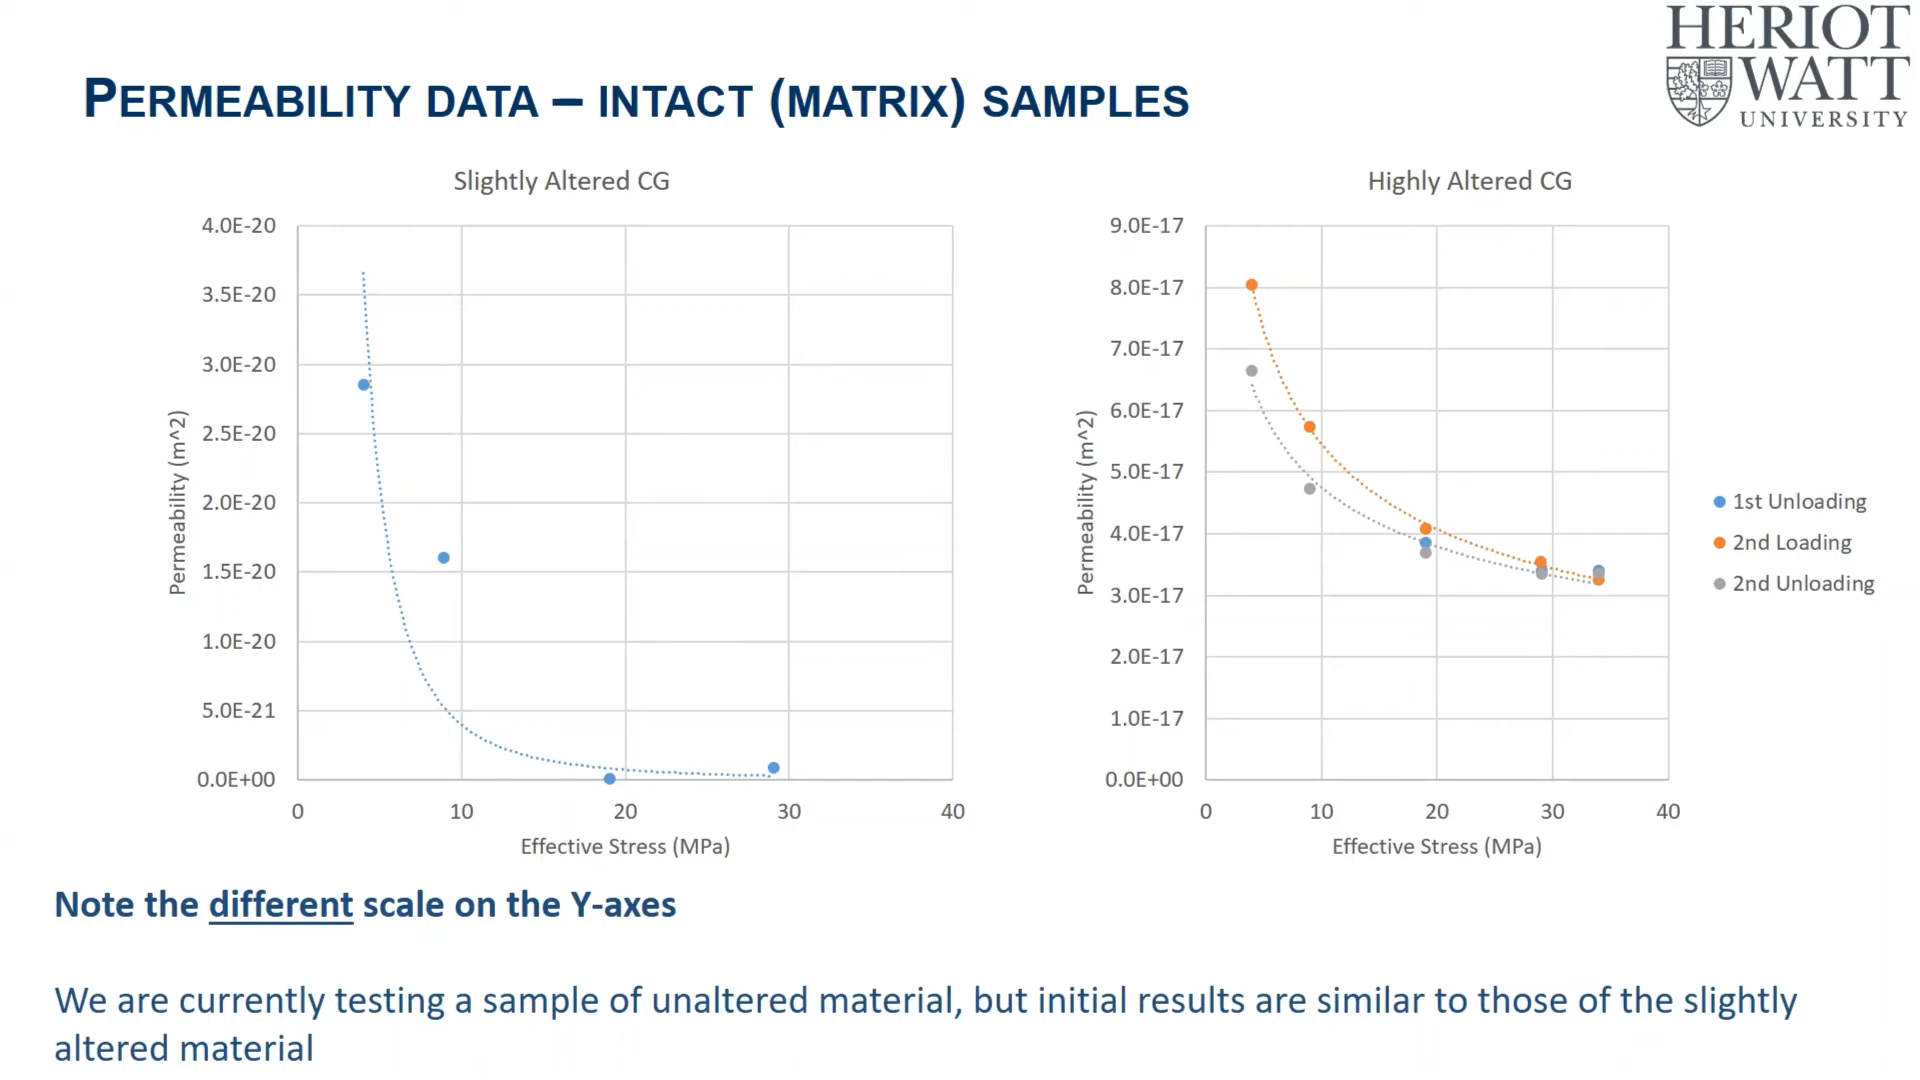 HERIOT
WATT
UNIVERSITY
PERMEABILITY DATA – INTACT (MATRIX) SAMPLES
Slightly Altered CG
4.0E-20
3.5E-20
3.0E-20
2.5E-20
2.0E-20
1.5E-20
1.0E-20
5.0E-21
0.0E+00
Permeability (m^2)
0 10 20 30 40
Effective Stress (MPa)
Highly Altered CG
9.0E-17
8.0E-17
7.0E-17
6.0E-17
5.0E-17
4.0E-17
3.0E-17
2.0E-17
1.0E-17
0.0E+00
Permeability (m^2)
0 10 20 30 40
Effective Stress (MPa)
1st Unloading
2nd Loading
2nd Unloading
Note the different scale on the Y-axes
We are currently testing a sample of unaltered material, but initial results are similar to those of the slightly
altered material